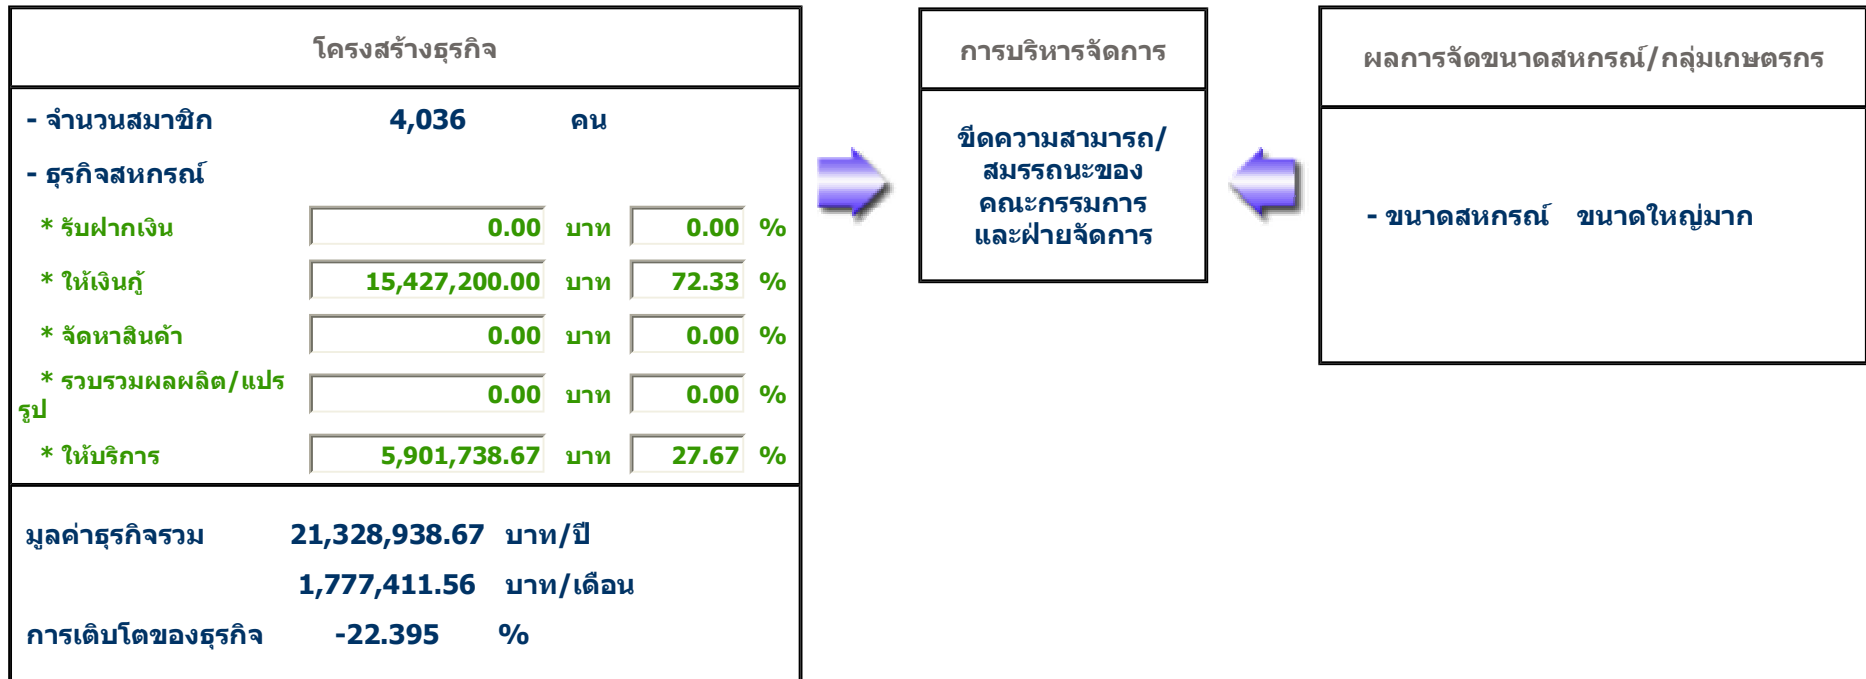 โครงสร้างธุรกิจ
- จำนวนสมาชิก 4,036 คน
- ธุรกิจสหกรณ์
* รับฝากเงิน 0.00 บาท 0.00 %
* ให้เงินกู้ 15,427,200.00 บาท 72.33 %
* จัดหาสินค้า 0.00 บาท 0.00 %
* รวบรวมผลผลิต/แปร
รูป 0.00 บาท 0.00 %
* ให้บริการ 5,901,738.67 บาท 27.67 %
มูลค่าธุรกิจรวม 21,328,938.67 บาท/ปี
1,777,411.56 บาท/เดือน
การเติบโตของธุรกิจ -22.395 %
การบริหารจัดการ
ขีดความสามารถ/
สมรรถนะของ
คณะกรรมการ
และฝ่ายจัดการ
ผลการจัดขนาดสหกรณ์/กลุ่มเกษตรกร
- ขนาดสหกรณ์ ขนาดใหญ่มาก